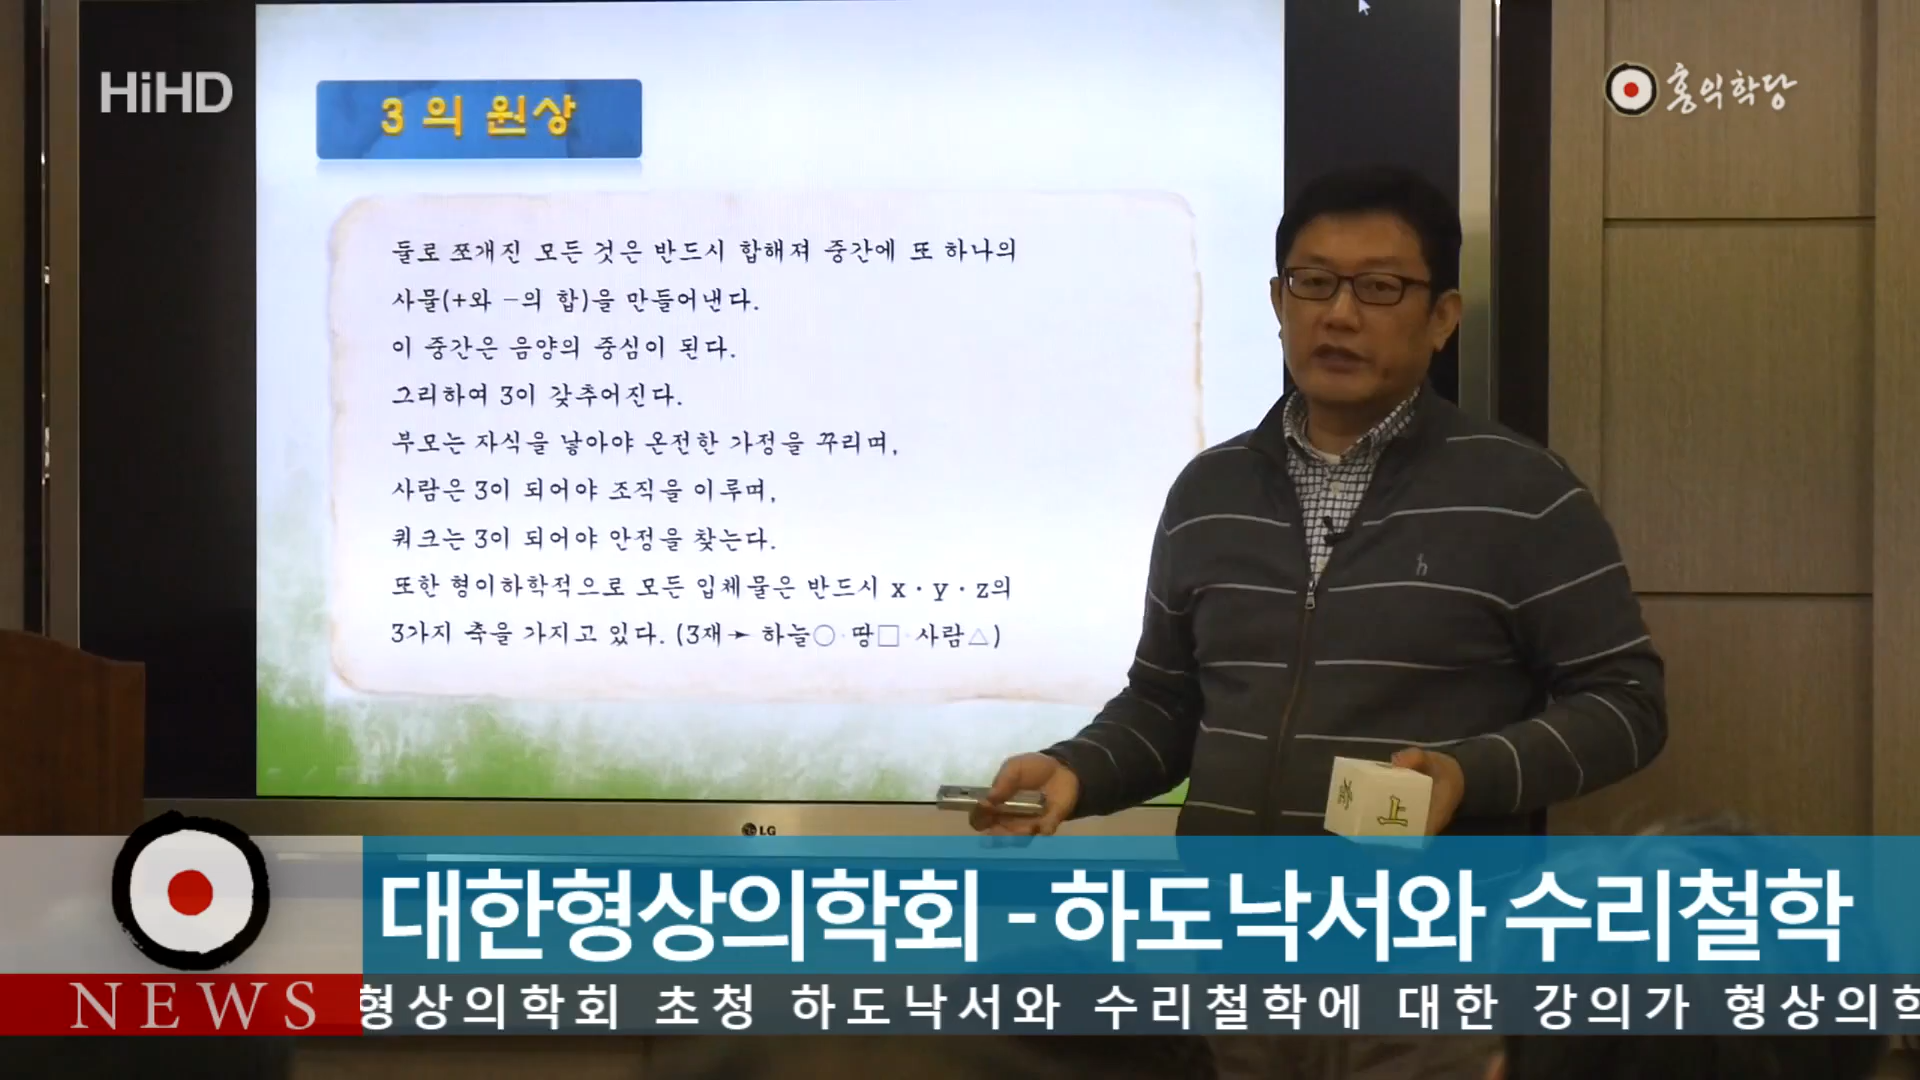 HiHD
홍익학당
3의 원상
둘로 쪼개진 모든 것은 반드시 합해져 중간에 또 하나의
사물(+와 −의 합)을 만들어낸다.
이 중간은 음양의 중심이 된다.
그리하여 3이 갖추어진다.
부모는 자식을 낳아야 온전한 가정을 꾸리며,
사람은 3이 되어야 조직을 이루며,
쿼크는 3이 되어야 안정을 찾는다.
또한 형이하학적으로 모든 입체물은 반드시 x·y·z의
3가지 축을 가지고 있다. (3재➛ 하늘○·땅□·사람△)
上
LG
대한형상의학회 - 하도낙서와 수리철학
NEWS
형상의학회 초청 하도낙서와 수리철학에 대한 강의가 형상의학